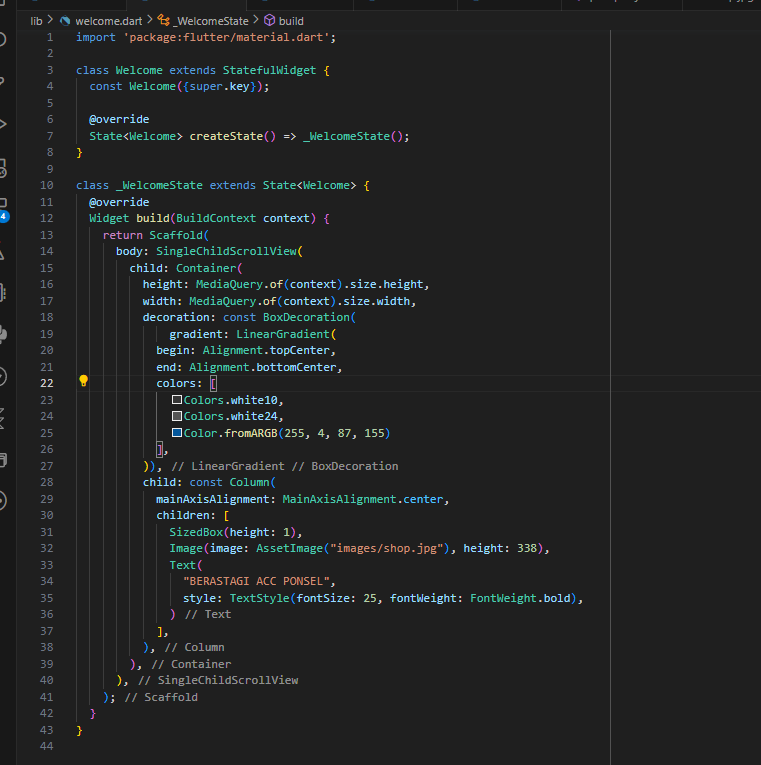 lib > welcome.dart > _WelcomeState > build
1 import 'package:flutter/material.dart';
2
3 class Welcome extends StatefulWidget {
4 const Welcome({super.key});
5
6 @override
7 State<Welcome> createState() => _WelcomeState();
8 }
9
10 class _WelcomeState extends State<Welcome> {
11 @override
12 Widget build(BuildContext context) {
13 return Scaffold(
14 body: SingleChildScrollView(
15 child: Container(
16 height: MediaQuery.of(context).size.height,
17 width: MediaQuery.of(context).size.width,
18 decoration: const BoxDecoration(
19 gradient: LinearGradient(
20 begin: Alignment.topCenter,
21 end: Alignment.bottomCenter,
22 colors: [
23 Colors.white10,
24 Colors.white24,
25 Color.fromARGB(255, 4, 87, 155)
26 ],
27 )), // LinearGradient // BoxDecoration
28 child: const Column(
29 mainAxisAlignment: MainAxisAlignment.center,
30 children: [
31 SizedBox(height: 1),
32 Image(image: AssetImage("images/shop.jpg"), height: 338),
33 Text(
34 "BERASTAGI ACC PONSEL",
35 style: TextStyle(fontSize: 25, fontWeight: FontWeight.bold),
36 ) // Text
37 ],
38 ), // Column
39 ), // Container
40 ), // SingleChildScrollView
41 ); // Scaffold
42 }
43 }
44
4